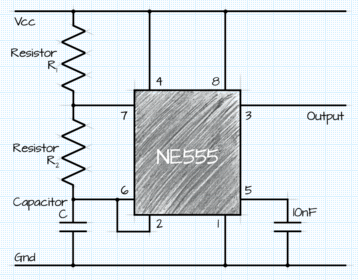 Vcc
Resistor
R1
4
8
7
3
Output
Resistor
R2
NE555
Capacitor
C
6
5
2
1
10nF
Gnd